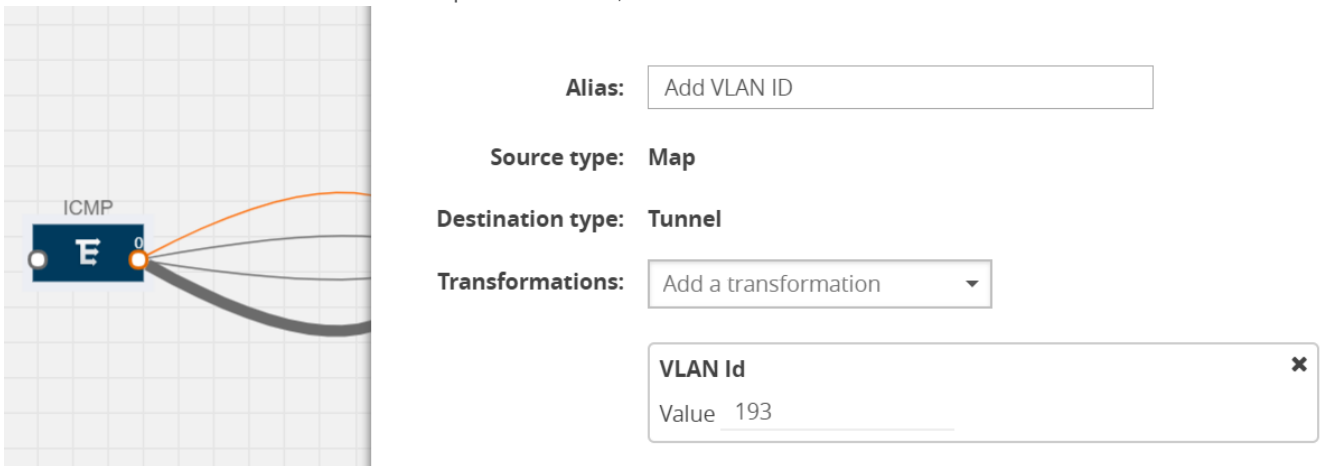 Alias: Add VLAN ID
Source type: Map
ICMP
0
Destination type: Tunnel
Transformations: Add a transformation
VLAN Id
Value 193